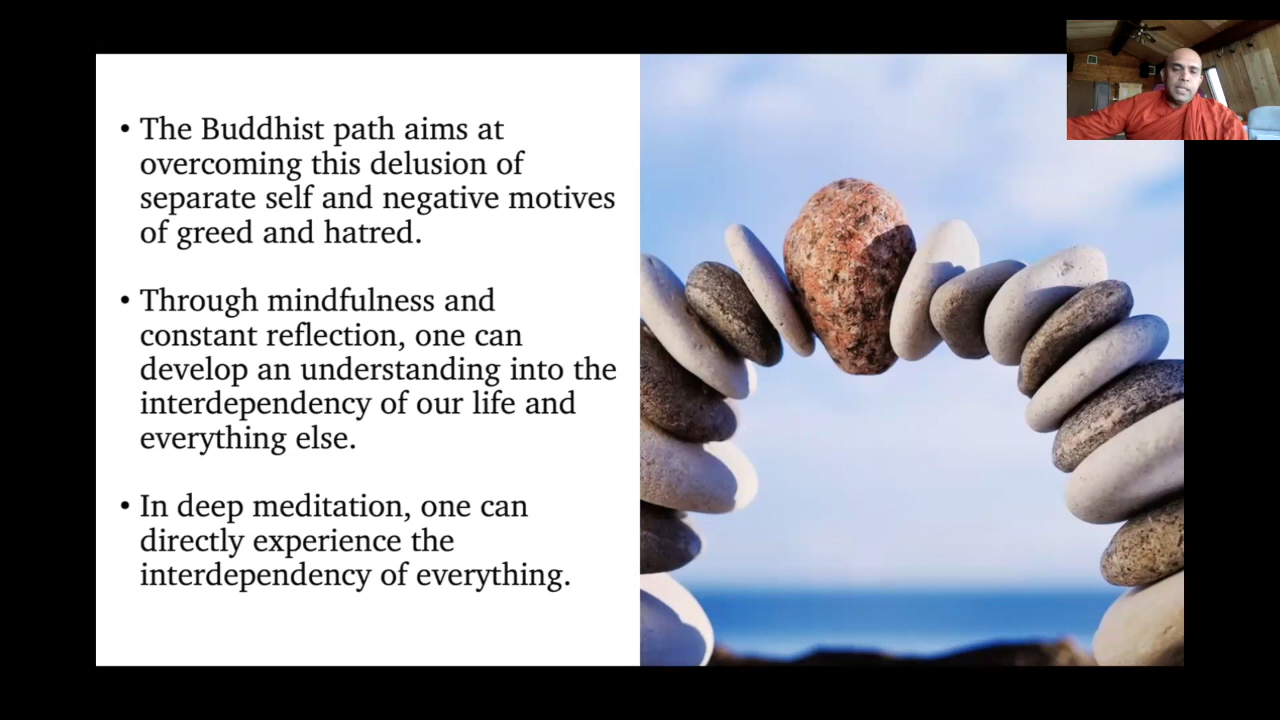 • The Buddhist path aims at
overcoming this delusion of
separate self and negative motives
of greed and hatred.
• Through mindfulness and
constant reflection, one can
develop an understanding into the
interdependency of our life and
everything else.
• In deep meditation, one can
directly experience the
interdependency of everything.